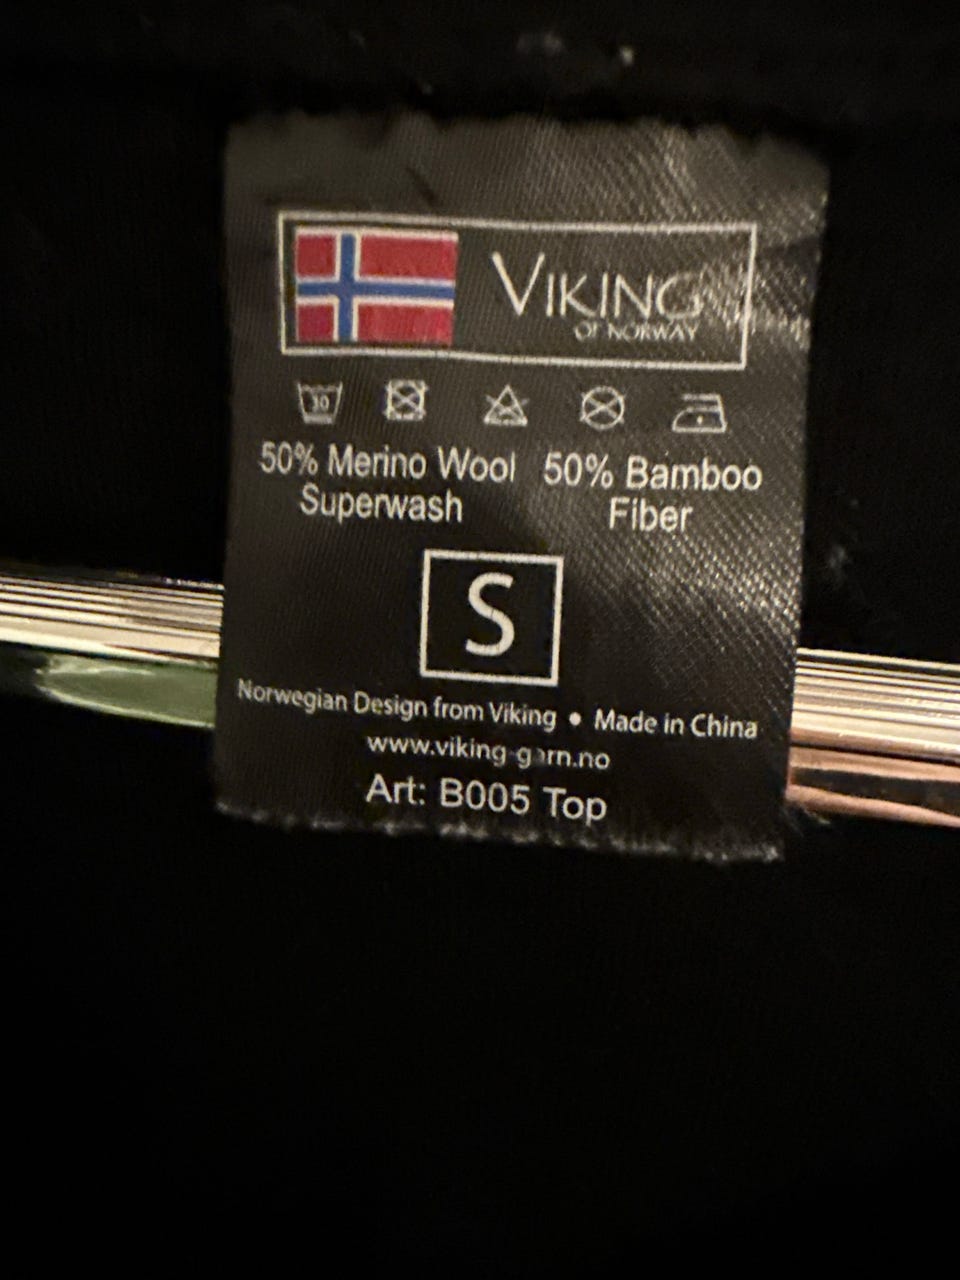 VIKING
OF NORWAY
30
50% Merino Wool 50% Bamboo
Superwash Fiber
S
Norwegian Design from Viking • Made in China
www.viking-garn.no
Art: B005 Top